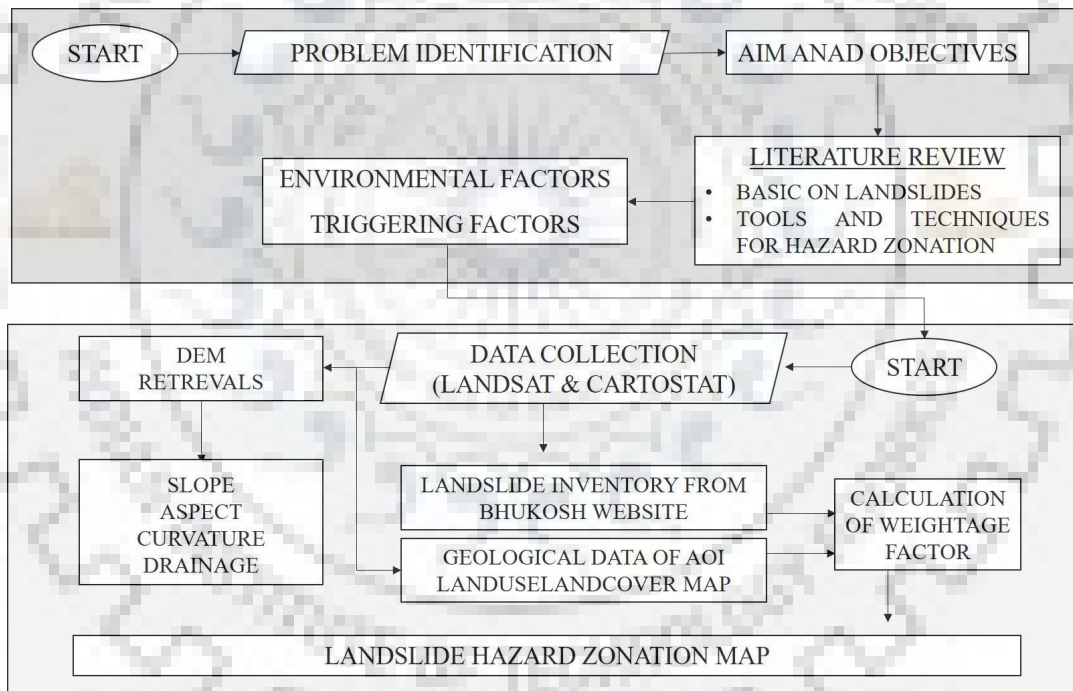 START
PROBLEM IDENTIFICATION
AIM ANAD OBJECTIVES
LITERATURE REVIEW
• BASIC ON LANDSLIDES
• TOOLS AND TECHNIQUES
FOR HAZARD ZONATION
ENVIRONMENTAL FACTORS
TRIGGERING FACTORS
START
DATA COLLECTION
(LANDSAT & CARTOSTAT)
DEM
RETREVALS
SLOPE
ASPECT
CURVATURE
DRAINAGE
LANDSLIDE INVENTORY FROM
BHUKOSH WEBSITE
GEOLOGICAL DATA OF AOI
LANDUSELANDCOVER MAP
CALCULATION
OF WEIGHTAGE
FACTOR
LANDSLIDE HAZARD ZONATION MAP